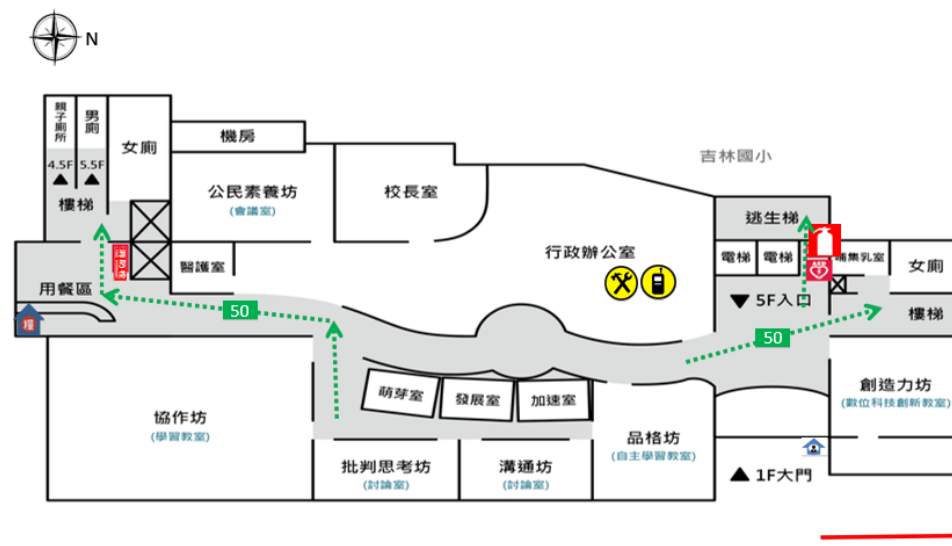 N
親子廁所
男廁
女廁
4.5F
5.5F
樓梯
機房
公民素養坊
(會議室)
醫護室
校長室
吉林國小
行政辦公室
逃生梯
電梯
電梯
哺集乳室
女廁
AED
5F入口
樓梯
用餐區
50
50
萌芽室
發展室
加速室
協作坊
(學習教室)
批判思考坊
(討論室)
溝通坊
(討論室)
品格坊
(自主學習教室)
創造力坊
(數位科技創新教室)
1F大門